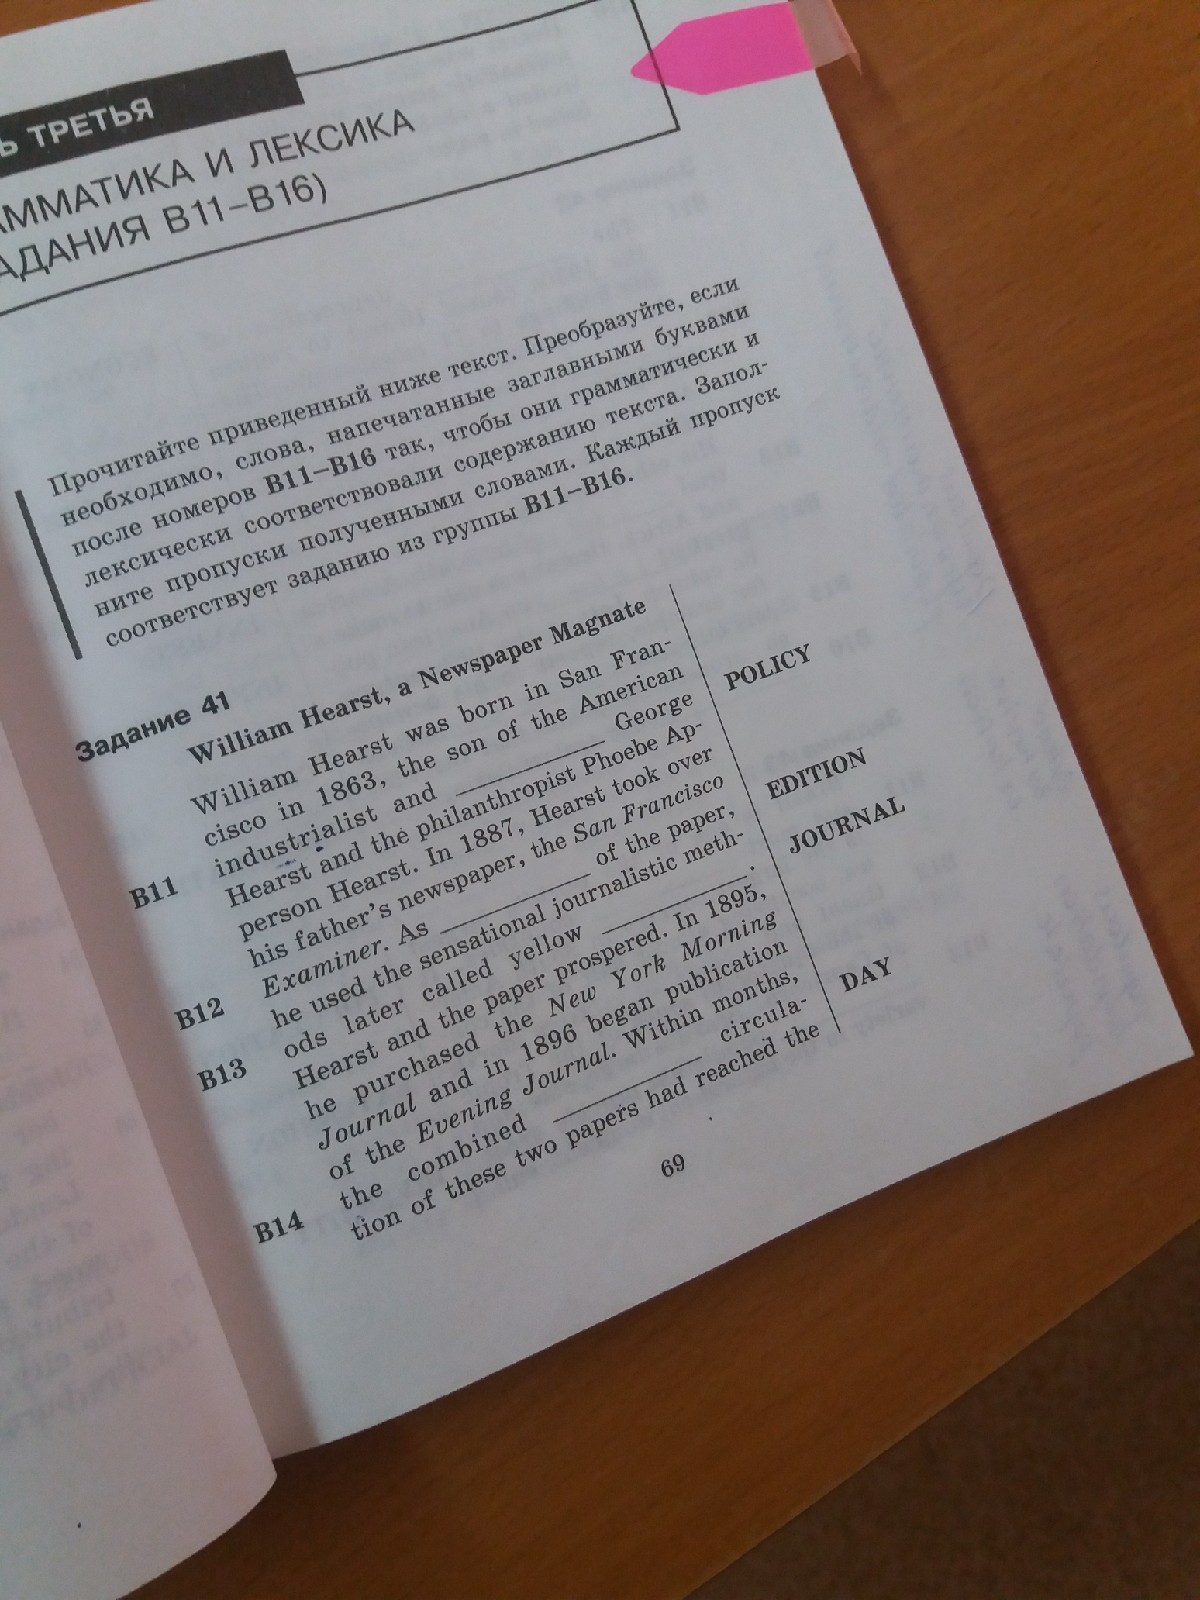 Ь ТРЕТЬЯ
АММАТИКА И ЛЕКСИКА
АДАНИЯ В11–В16)
Прочитайте приведенный ниже текст. Преобразуйте, если
необходимо, слова, напечатанные заглавными буквами
после номеров В11–В16 так, чтобы они грамматически и
лексически соответствовали содержанию текста. Запол-
ните пропуски полученными словами. Каждый пропуск
соответствует заданию из группы В11–В16.
Задание 41
William Hearst, a Newspaper Magnate
William Hearst was born in San Fran-
cisco in 1863, the son of the American
B11 industrialist and ________ George POLICY
Hearst and the philanthropist Phoebe Ap-
person Hearst. In 1887, Hearst took over
his father's newspaper, the San Francisco
B12 Examiner. As ________ of the paper, EDITION
he used the sensational journalistic meth-
B13 ods later called yellow ________. JOURNAL
Hearst and the paper prospered. In 1895,
he purchased the New York Morning
Journal and in 1896 began publication
of the Evening Journal. Within months,
B14 the combined ________ circula- DAY
tion of these two papers had reached the
69